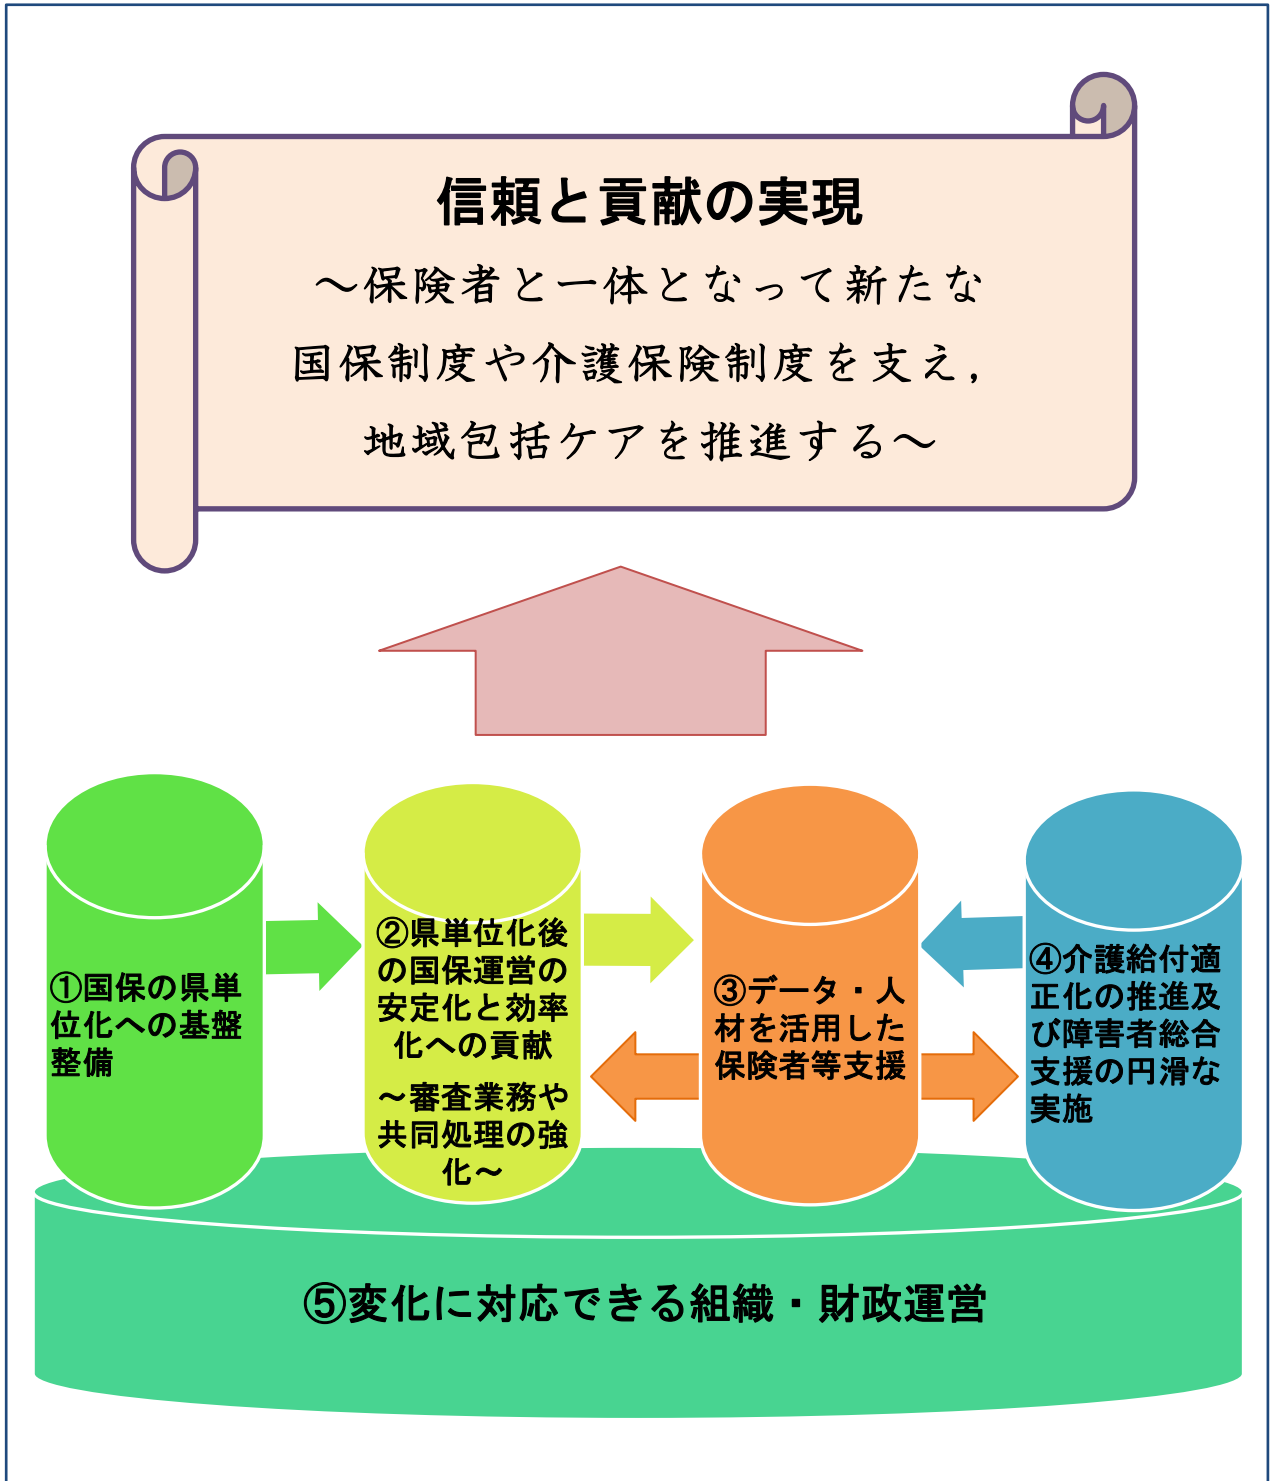 信頼と貢献の実現
～保険者と一体となって新たな
国保制度や介護保険制度を支え，
地域包括ケアを推進する～
①国保の県単
位化への基盤
整備
②県単位化後
の国保運営の
安定化と効率
化への貢献
～審査業務や
共同処理の強
化～
③データ・人
材を活用した
保険者等支援
④介護給付適
正化の推進及
び障害者総合
支援の円滑な
実施
⑤変化に対応できる組織・財政運営